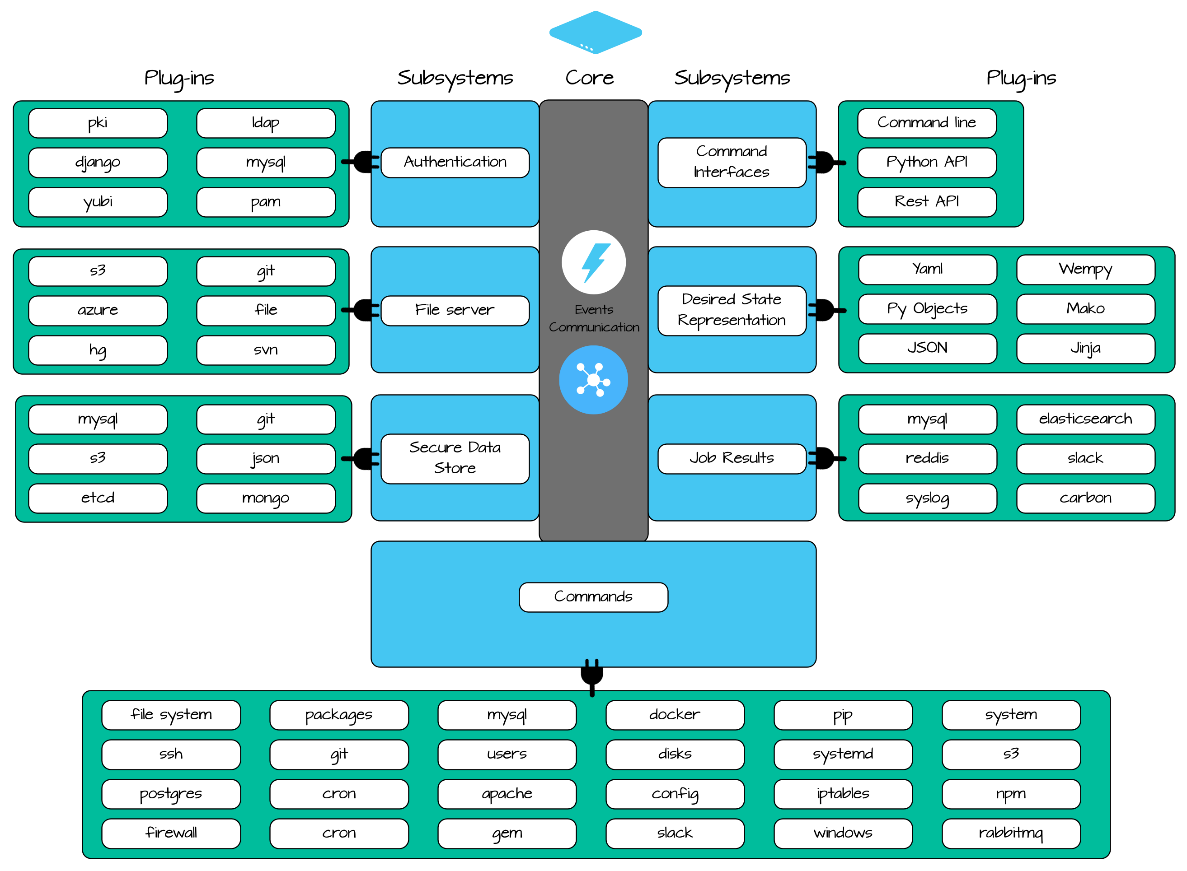 Plug-ins
Subsystems
Core
Subsystems
Plug-ins
pki
ldap
django
mysql
yubi
pam
Authentication
Command
Interfaces
Command line
Python API
Rest API
s3
git
azure
file
hg
svn
File server
Events
Communication
Desired State
Representation
Yaml
Wempy
Py Objects
Mako
JSON
Jinja
mysql
git
s3
json
etcd
mongo
Secure Data
Store
Job Results
mysql
elasticsearch
reddis
slack
syslog
carbon
Commands
file system
packages
mysql
docker
pip
system
ssh
git
users
disks
systemd
s3
postgres
cron
apache
config
iptables
npm
firewall
cron
gem
slack
windows
rabbitmq